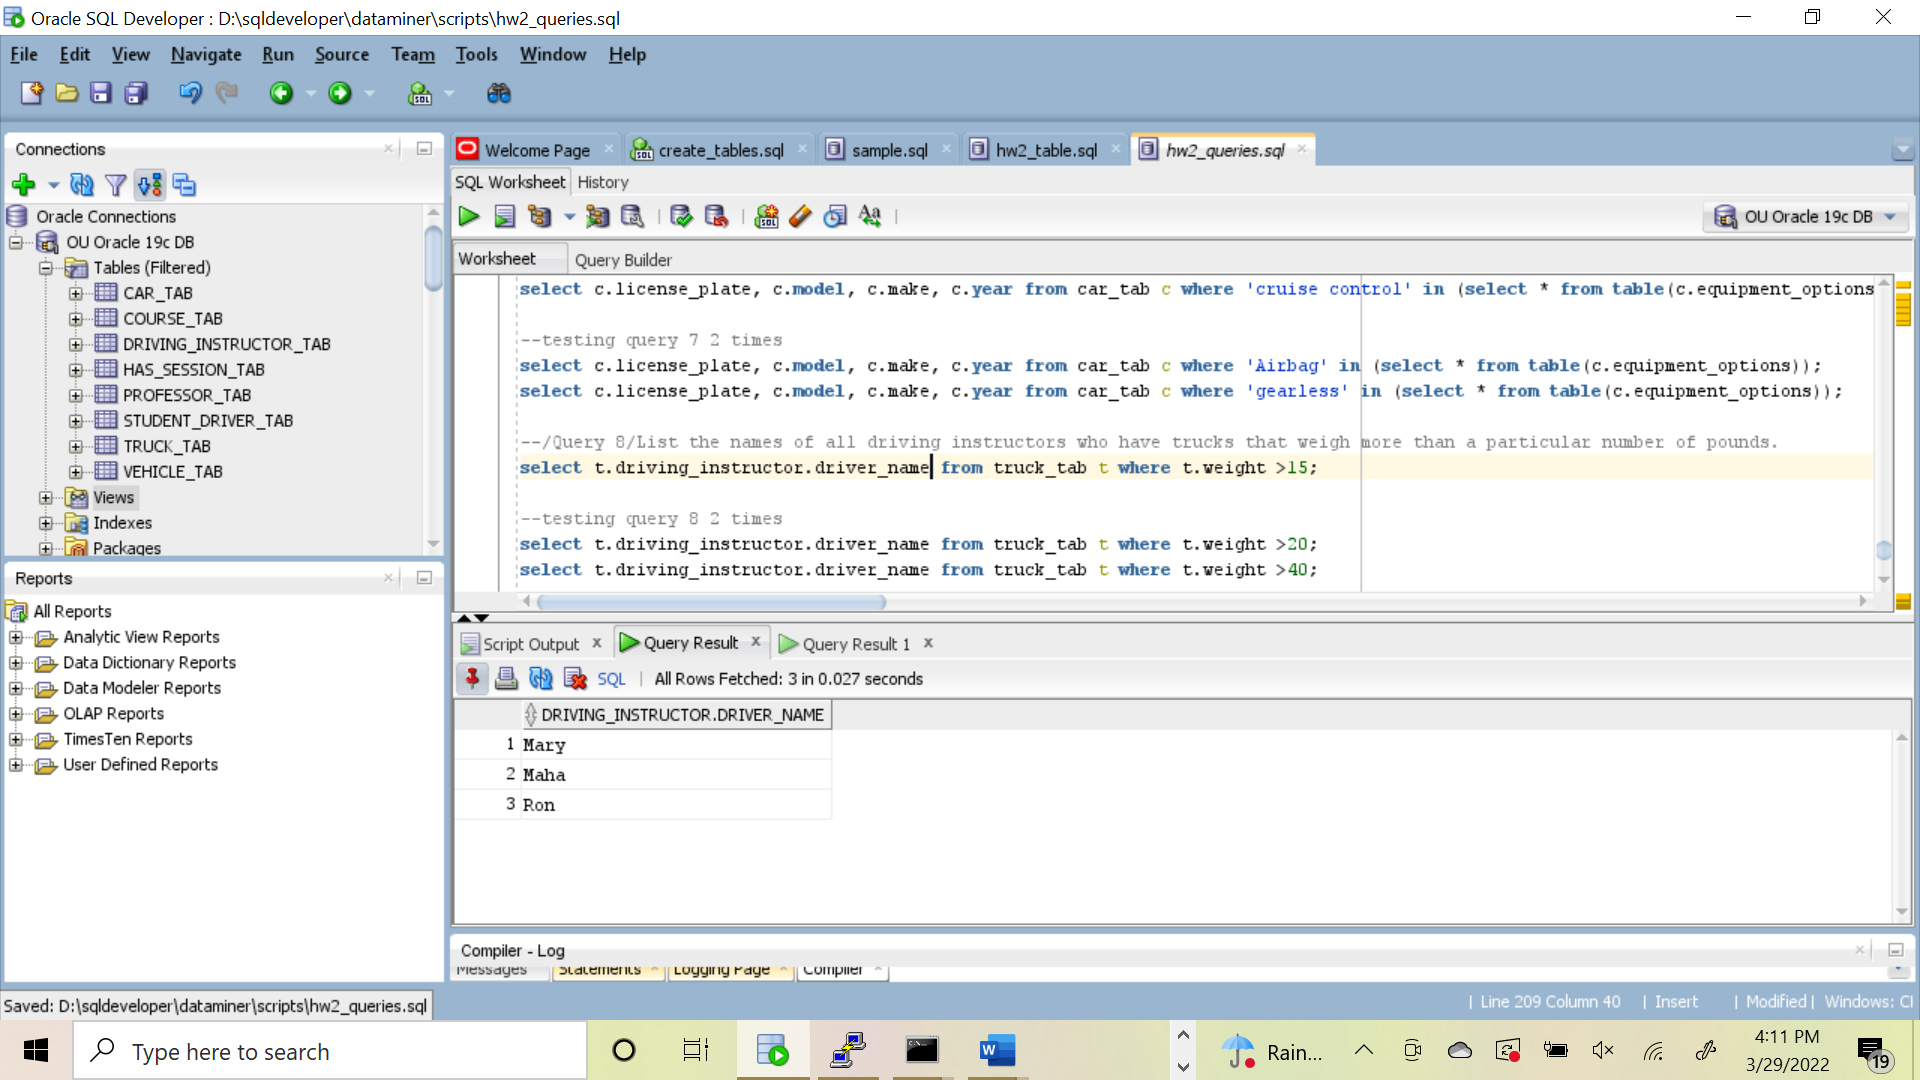 Oracle SQL Developer : D:\sqldeveloper\dataminer\scripts\hw2_queries.sql
File Edit View Navigate Run Source Team Tools Window Help
Connections
Oracle Connections
OU Oracle 19c DB
Tables (Filtered)
CAR_TAB
COURSE_TAB
DRIVING_INSTRUCTOR_TAB
HAS_SESSION_TAB
PROFESSOR_TAB
STUDENT_DRIVER_TAB
TRUCK_TAB
VEHICLE_TAB
Views
Indexes
Packages
Reports
All Reports
Analytic View Reports
Data Dictionary Reports
Data Modeler Reports
OLAP Reports
TimesTen Reports
User Defined Reports
Welcome Page create_tables.sql sample.sql hw2_table.sql hw2_queries.sql
SQL Worksheet History
OU Oracle 19c DB
Worksheet Query Builder
select c.license_plate, c.model, c.make, c.year from car_tab c where 'cruise control' in (select * from table(c.equipment_options
--testing query 7 2 times
select c.license_plate, c.model, c.make, c.year from car_tab c where 'Airbag' in (select * from table(c.equipment_options));
select c.license_plate, c.model, c.make, c.year from car_tab c where 'gearless' in (select * from table(c.equipment_options));
--/Query 8/List the names of all driving instructors who have trucks that weigh more than a particular number of pounds.
select t.driving_instructor.driver_name from truck_tab t where t.weight >15;
--testing query 8 2 times
select t.driving_instructor.driver_name from truck_tab t where t.weight >20;
select t.driving_instructor.driver_name from truck_tab t where t.weight >40;
Script Output Query Result Query Result 1
SQL All Rows Fetched: 3 in 0.027 seconds
DRIVING_INSTRUCTOR.DRIVER_NAME
1 Mary
2 Maha
3 Ron
Compiler - Log
Messages Statements Logging Page Compiler
Saved: D:\sqldeveloper\dataminer\scripts\hw2_queries.sql
Line 209 Column 40 Insert Modified Windows: Cl
Type here to search
Rain...
4:11 PM
3/29/2022
19